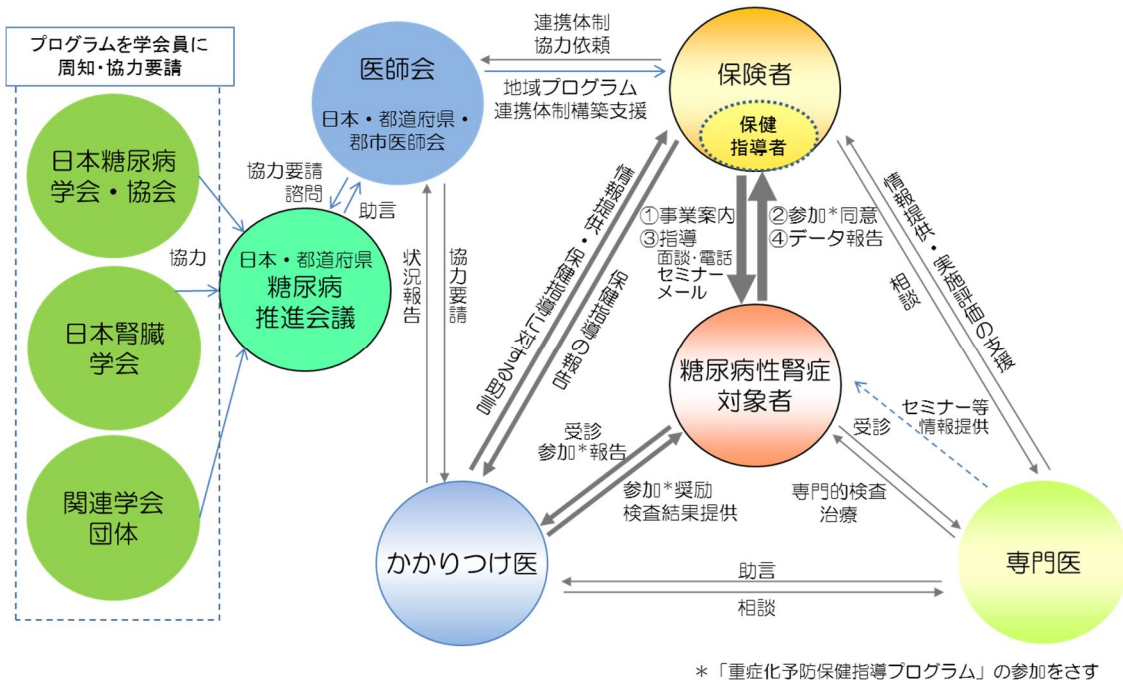 プログラムを学会員に
周知・協力要請
日本糖尿病
学会・協会
日本腎臓
学会
関連学会
団体
協力
医師会
日本・都道府県・
郡市医師会
協力要請
諮問
助言
日本・都道府県
糖尿病
推進会議
連携体制
協力依頼
地域プログラム
連携体制構築支援
保険者
保健
指導者
状況報告
協力要請
情報提供・保健指導に対する助言
保健指導の報告
①事業案内
③指導
面談・電話
セミナー
メール
②参加*同意
④データ報告
情報提供・実施評価の支援
相談
糖尿病性腎症
対象者
セミナー等
情報提供
受診
参加*報告
参加*奨励
検査結果提供
受診
専門的検査
治療
かかりつけ医
助言
相談
専門医
*「重症化予防保健指導プログラム」の参加をさす